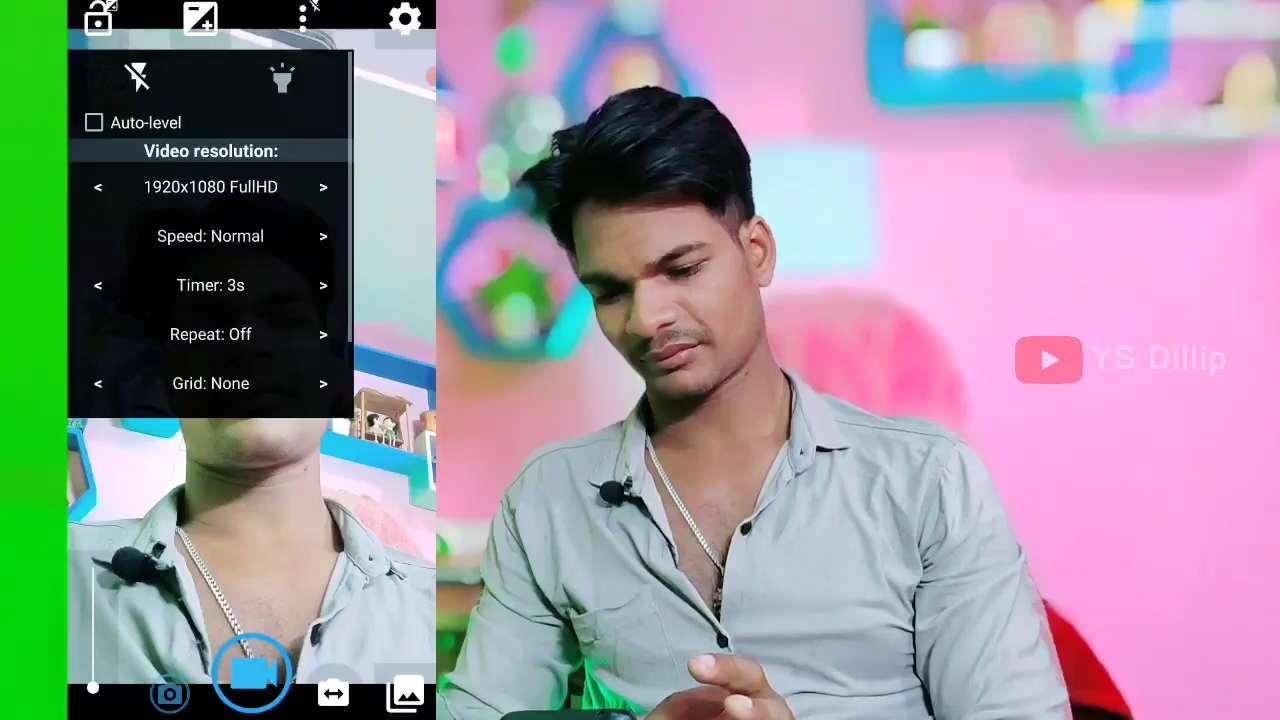 Auto-level
Video resolution:
< 1920x1080 FullHD >
Speed: Normal >
< Timer: 3s >
Repeat: Off >
< Grid: None >
YS Dillip